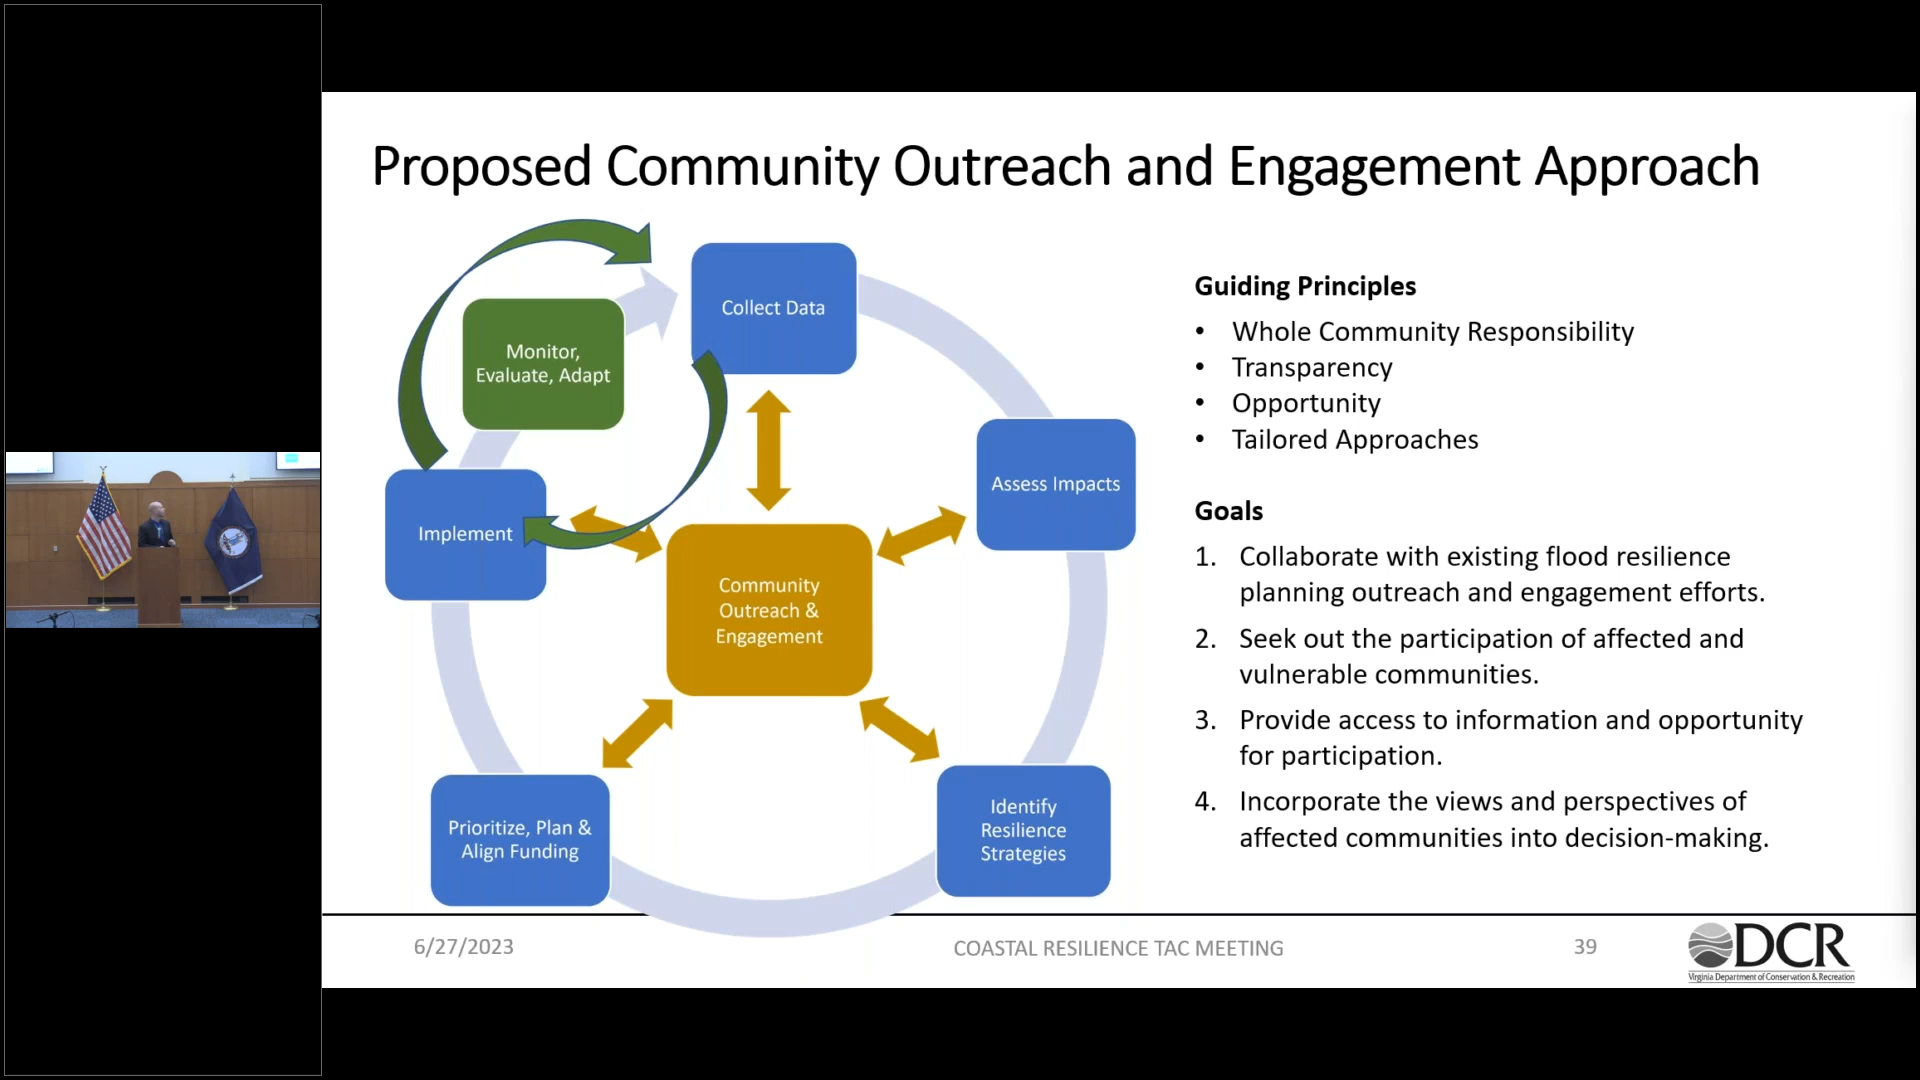 Proposed Community Outreach and Engagement Approach
Collect Data
Monitor,
Evaluate, Adapt
Assess Impacts
Implement
Community
Outreach &
Engagement
Prioritize, Plan &
Align Funding
Identify
Resilience
Strategies
Guiding Principles
• Whole Community Responsibility
• Transparency
• Opportunity
• Tailored Approaches
Goals
1. Collaborate with existing flood resilience
planning outreach and engagement efforts.
2. Seek out the participation of affected and
vulnerable communities.
3. Provide access to information and opportunity
for participation.
4. Incorporate the views and perspectives of
affected communities into decision-making.
6/27/2023
COASTAL RESILIENCE TAC MEETING
39
DCR
Virginia Department of Conservation & Recreation